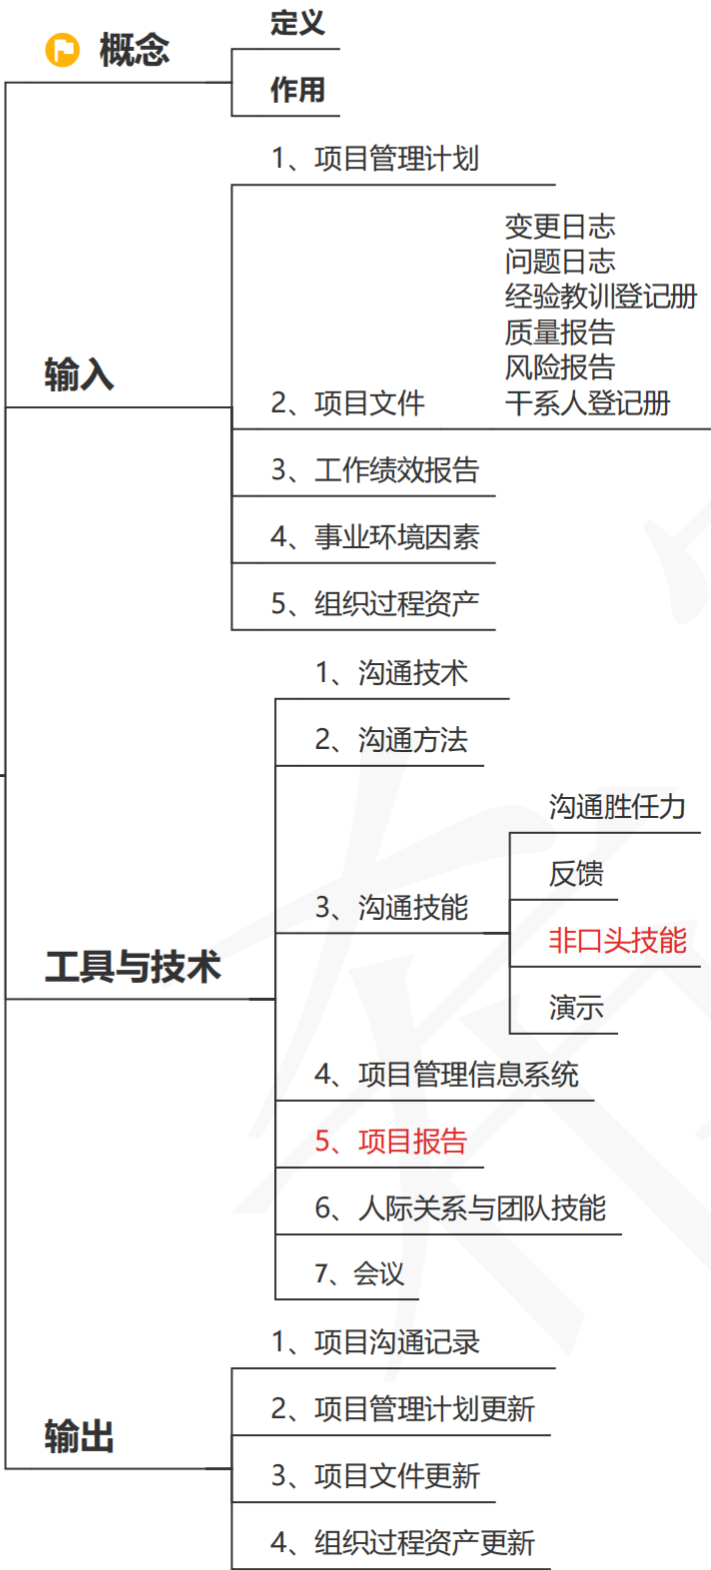 概念
定义
作用
输入
1、项目管理计划
2、项目文件
变更日志
问题日志
经验教训登记册
质量报告
风险报告
干系人登记册
3、工作绩效报告
4、事业环境因素
5、组织过程资产
工具与技术
1、沟通技术
2、沟通方法
3、沟通技能
沟通胜任力
反馈
非口头技能
演示
4、项目管理信息系统
5、项目报告
6、人际关系与团队技能
7、会议
输出
1、项目沟通记录
2、项目管理计划更新
3、项目文件更新
4、组织过程资产更新